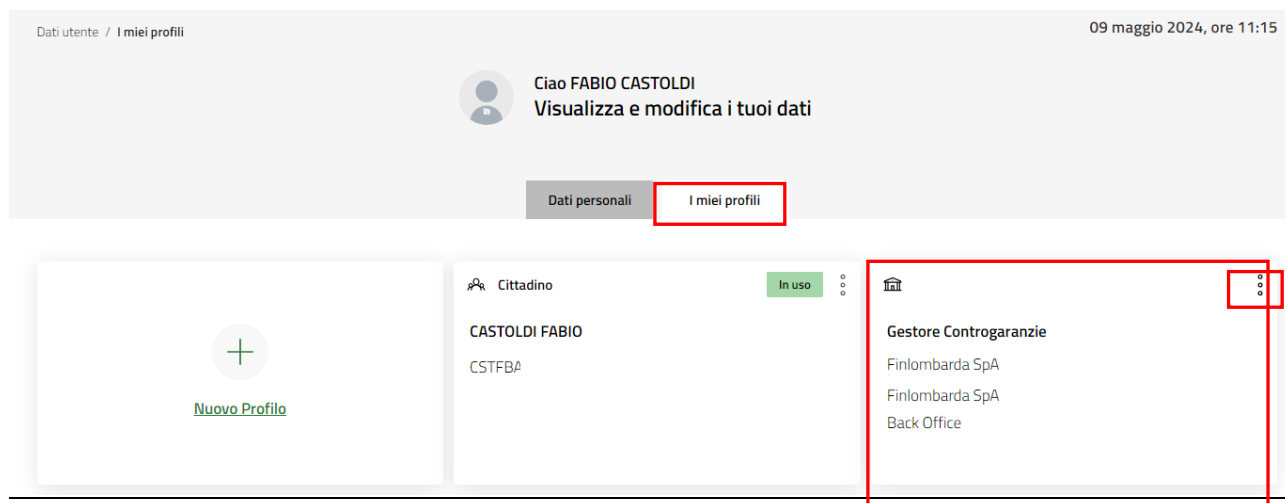 Dati utente / I miei profili
09 maggio 2024, ore 11:15
Ciao FABIO CASTOLDI
Visualizza e modifica i tuoi dati
Dati personali
I miei profili
Nuovo Profilo
Cittadino
In uso
CASTOLDI FABIO
CSTFBA
Gestore Controgaranzie
Finlombarda SpA
Finlombarda SpA
Back Office